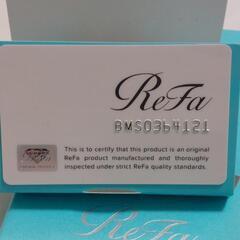 ReFa
BMS0364121
This is to certify that this product is an original
ReFa product manufactured and thoroughly
inspected under strict ReFa quality standards.
ReFa